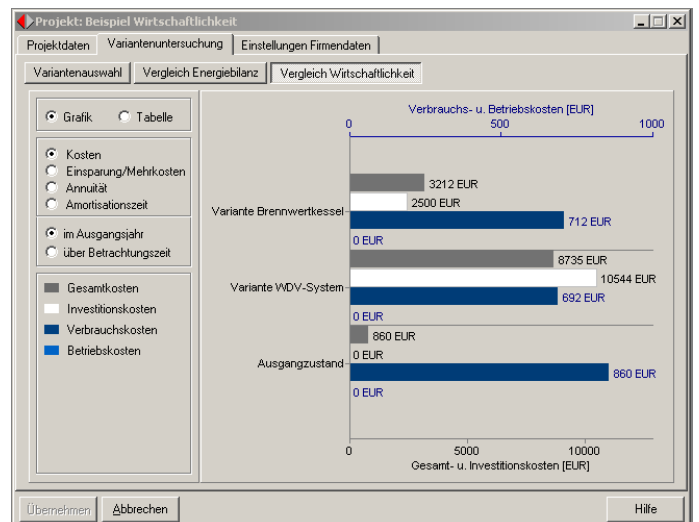 Projekt: Beispiel Wirtschaftlichkeit
Projektdaten Variantenuntersuchung Einstellungen Firmendaten
Variantenauswahl Vergleich Energiebilanz Vergleich Wirtschaftlichkeit
Grafik Tabelle
Kosten
Einsparung/Mehrkosten
Annuität
Amortisationszeit
im Ausgangsjahr
über Betrachtungszeit
Gesamtkosten
Investitionskosten
Verbrauchskosten
Betriebskosten
Verbrauchs- u. Betriebskosten [EUR]
0 500 1000
Variante Brennwertkessel
3212 EUR
2500 EUR
712 EUR
0 EUR
Variante WDV-System
8735 EUR
10544 EUR
692 EUR
0 EUR
Ausgangzustand
860 EUR
0 EUR
860 EUR
0 EUR
0 5000 10000
Gesamt- u. Investitionskosten [EUR]
Übernehmen Abbrechen Hilfe